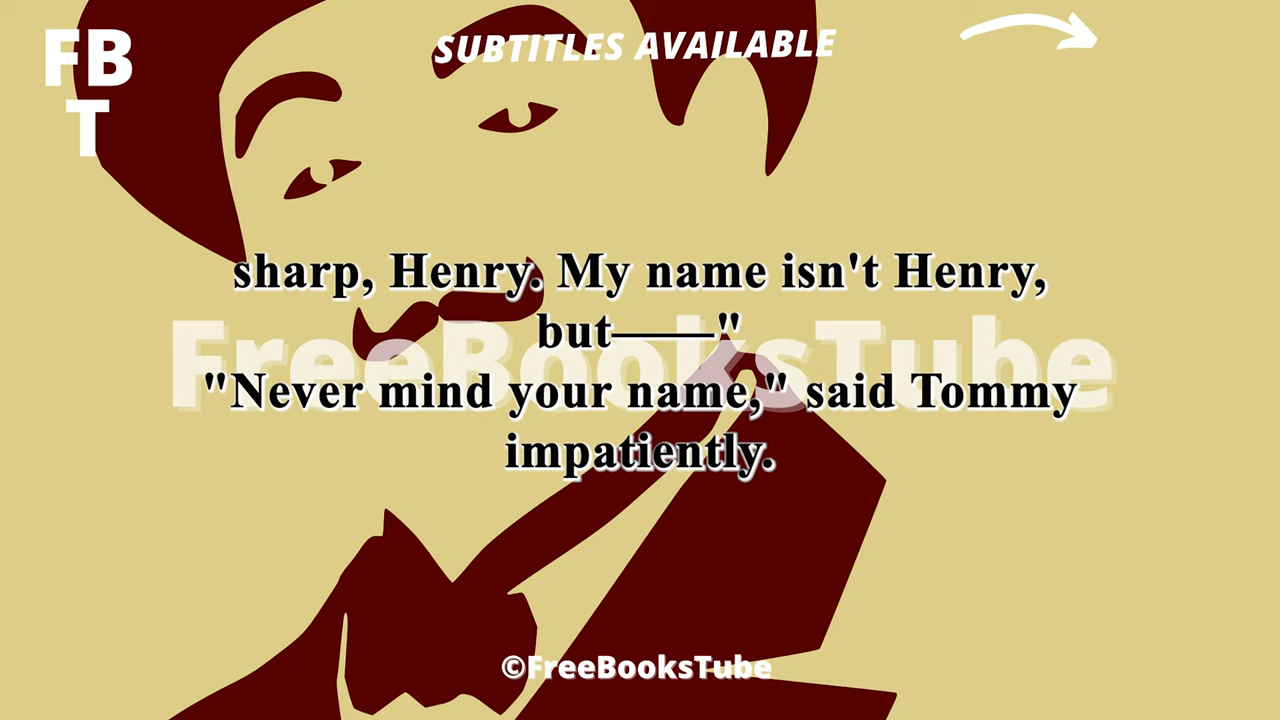 FB
T
SUBTITLES AVAILABLE
sharp, Henry. My name isn't Henry,
but——"
FreeBooksTube
"Never mind your name," said Tommy
impatiently.
©FreeBooksTube